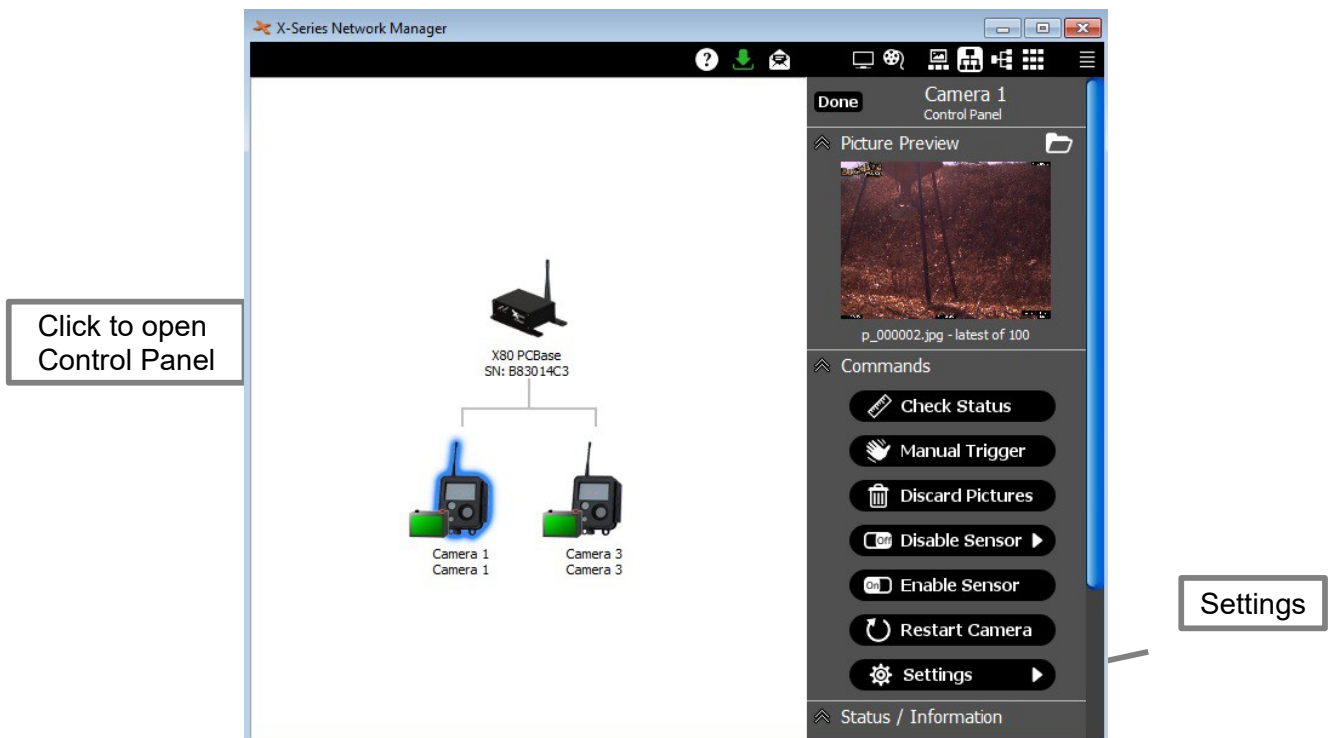 X-Series Network Manager
?
Done
Camera 1
Control Panel
Picture Preview
p_000002.jpg - latest of 100
Click to open
Control Panel
X80 PCBase
SN: B83014C3
Camera 1
Camera 1
Camera 3
Camera 3
Commands
Check Status
Manual Trigger
Discard Pictures
Off Disable Sensor
On Enable Sensor
Restart Camera
Settings
Status / Information
Settings